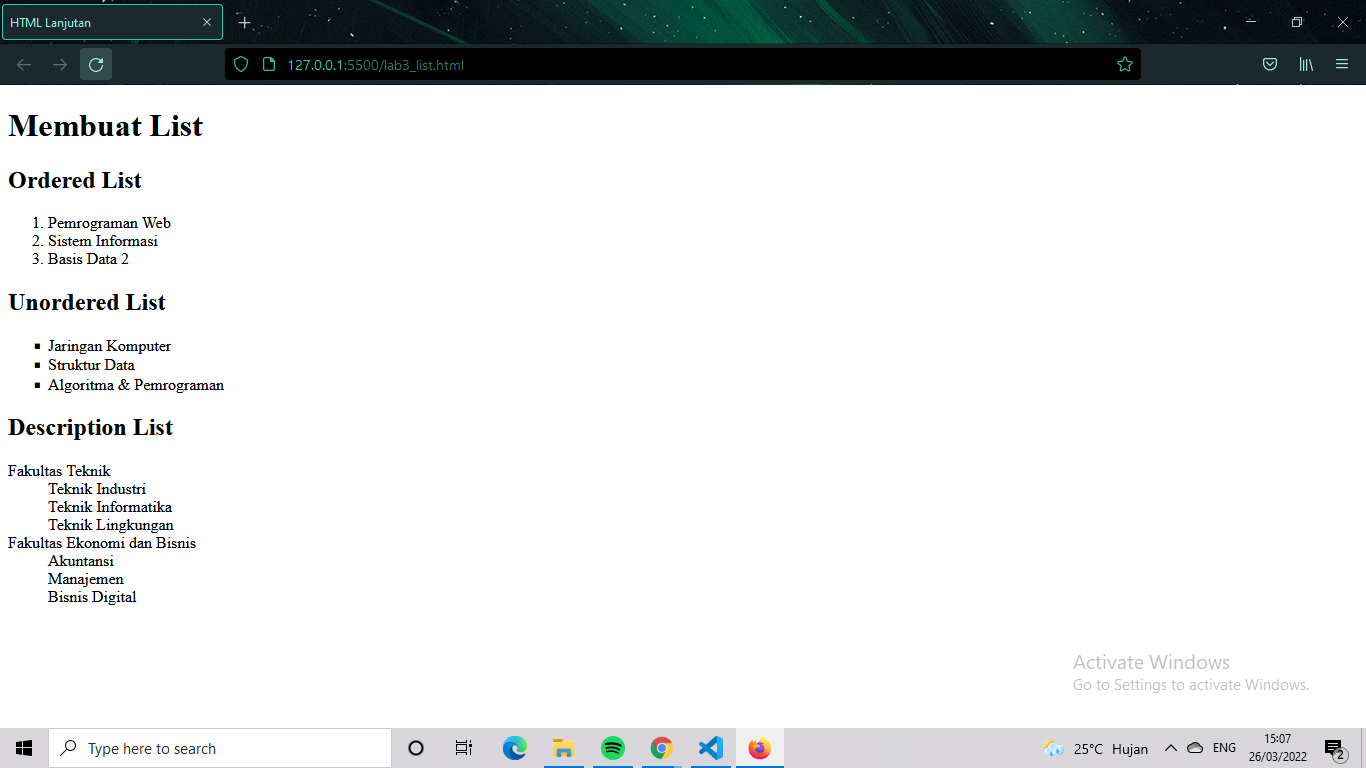 HTML Lanjutan
127.0.0.1:5500/lab3_list.html
Membuat List
Ordered List
1. Pemrograman Web
2. Sistem Informasi
3. Basis Data 2
Unordered List
▪ Jaringan Komputer
▪ Struktur Data
▪ Algoritma & Pemrograman
Description List
Fakultas Teknik
Teknik Industri
Teknik Informatika
Teknik Lingkungan
Fakultas Ekonomi dan Bisnis
Akuntansi
Manajemen
Bisnis Digital
Activate Windows
Go to Settings to activate Windows.
Type here to search
25°C Hujan
ENG
15:07
26/03/2022
2